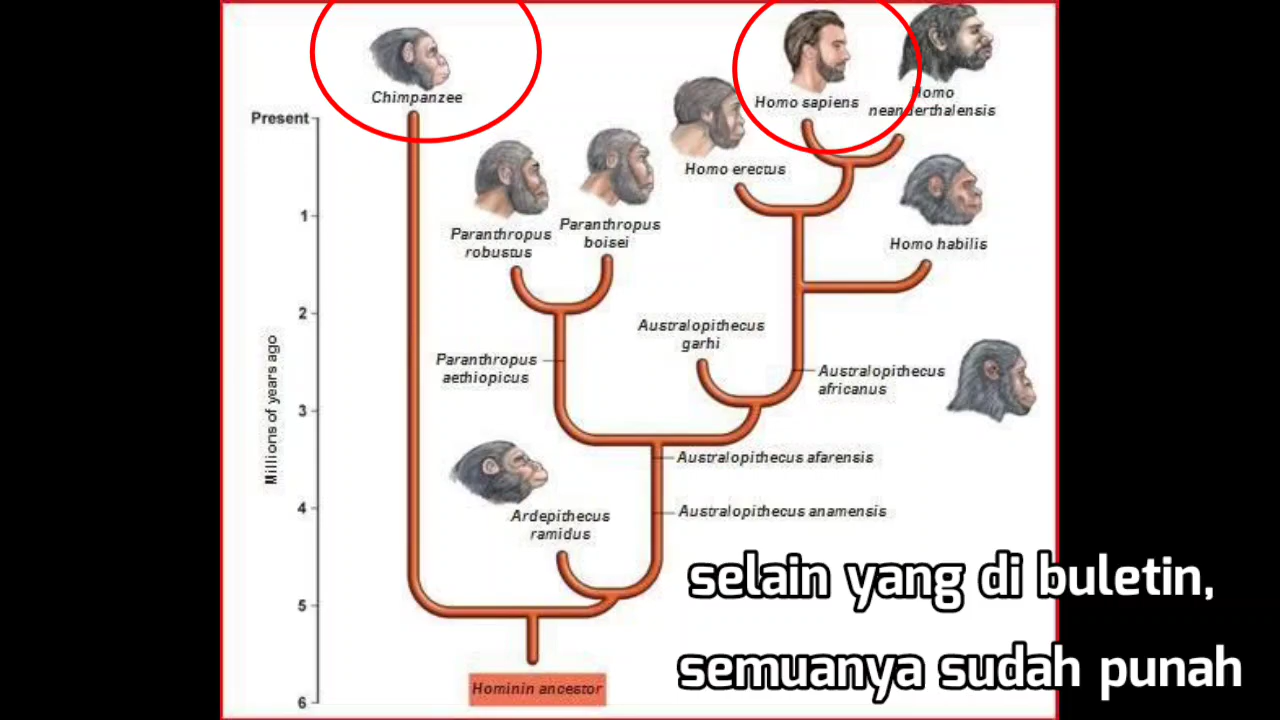 Chimpanzee
Homo sapiens
Homo
neanderthalensis
Present
Homo erectus
Paranthropus
robustus
Paranthropus
boisei
Homo habilis
1
2
3
4
5
6
Millions of years ago
Australopithecus
garhi
Paranthropus
aethiopicus
Australopithecus
africanus
Australopithecus afarensis
Ardepithecus
ramidus
Australopithecus anamensis
Hominin ancestor
selain yang di buletin,
semuanya sudah punah